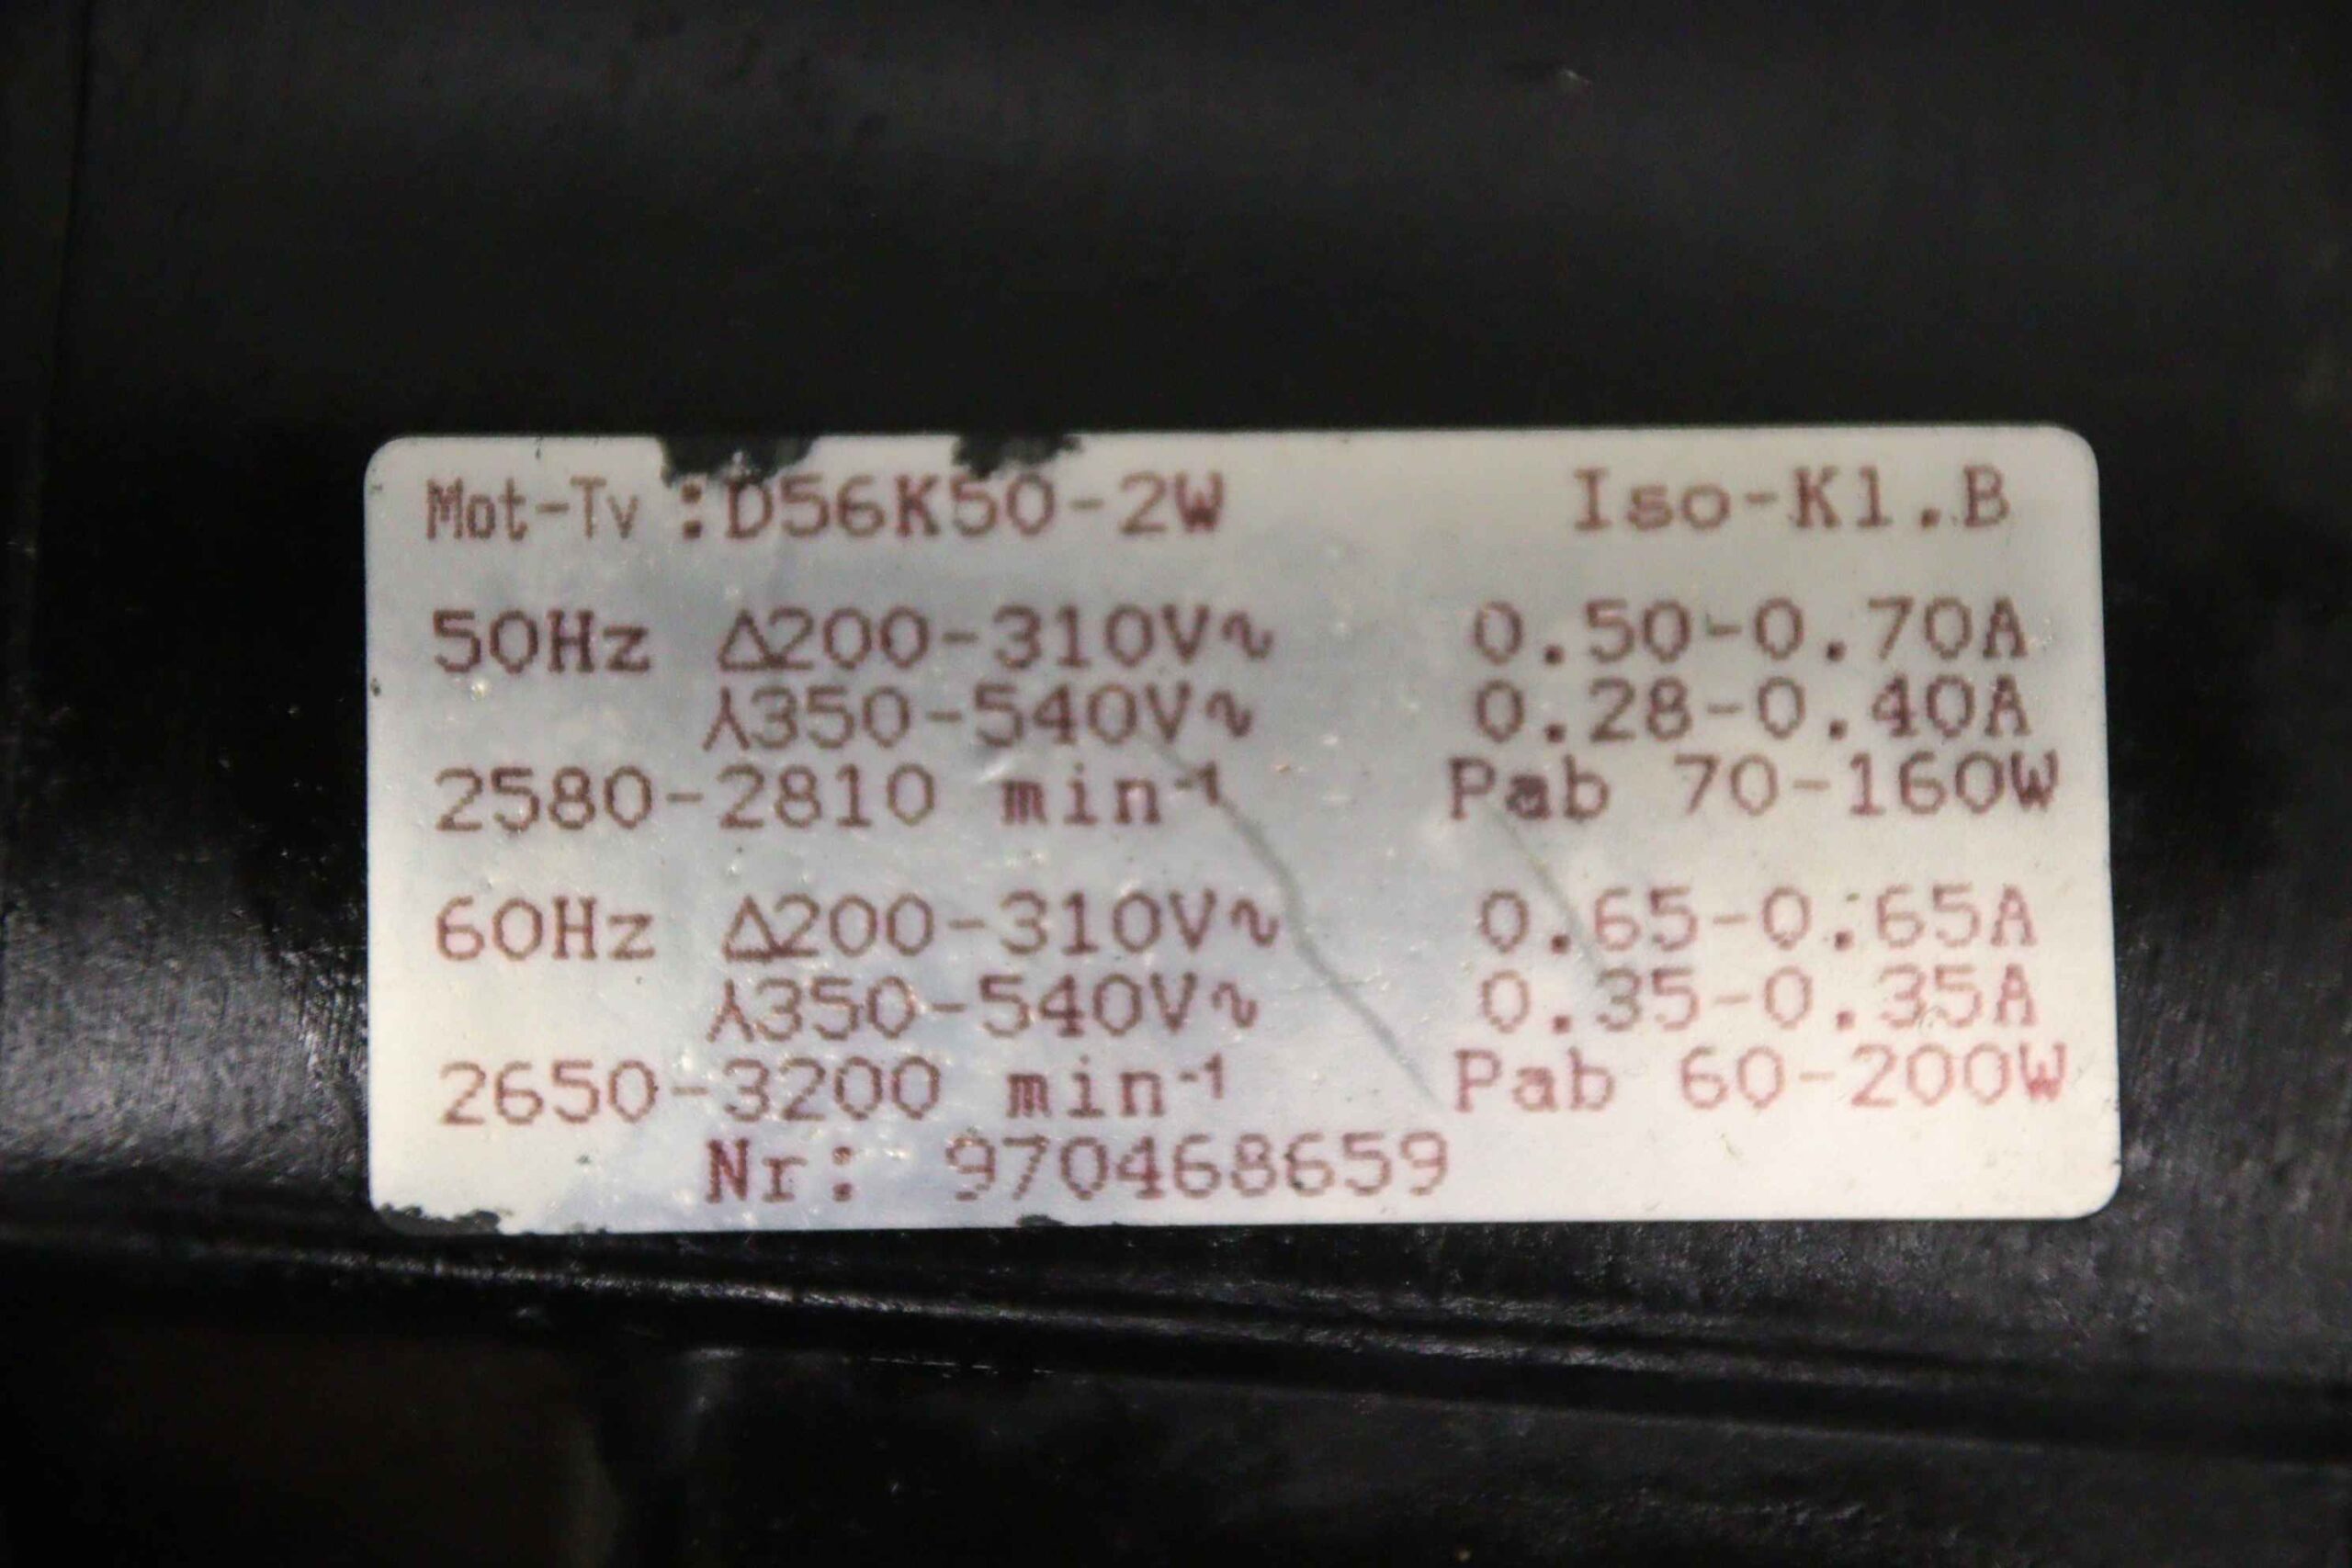 Mot-Tv :D56K50-2W Iso-Kl.B
50Hz Δ200-310V∿ 0.50-0.70A
⅄350-540V∿ 0.28-0.40A
2580-2810 min⁻¹ Pab 70-160W
60Hz Δ200-310V∿ 0.65-0.65A
⅄350-540V∿ 0.35-0.35A
2650-3200 min⁻¹ Pab 60-200W
Nr: 970468659